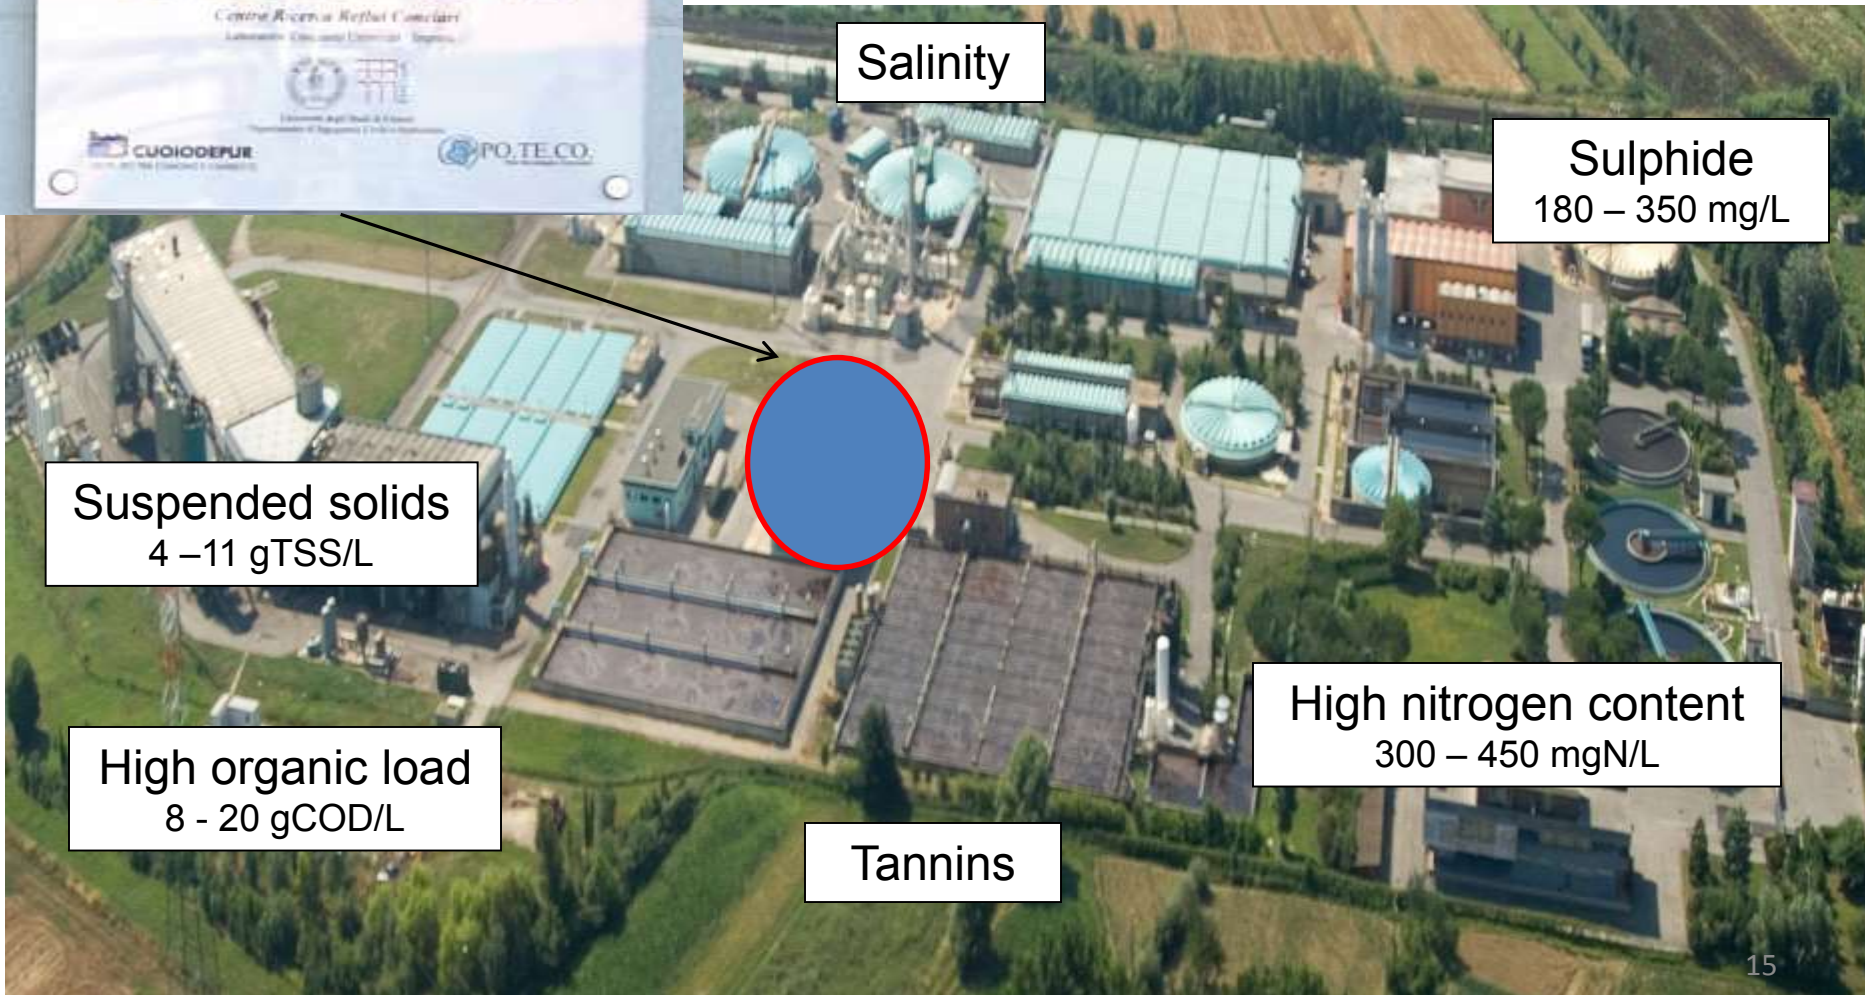 Centro Ricerca Reflui Conciari
CUOIODEPUR
PO.TE.CO.
Salinity
Sulphide
180 – 350 mg/L
Suspended solids
4 –11 gTSS/L
High nitrogen content
300 – 450 mgN/L
High organic load
8 - 20 gCOD/L
Tannins
15